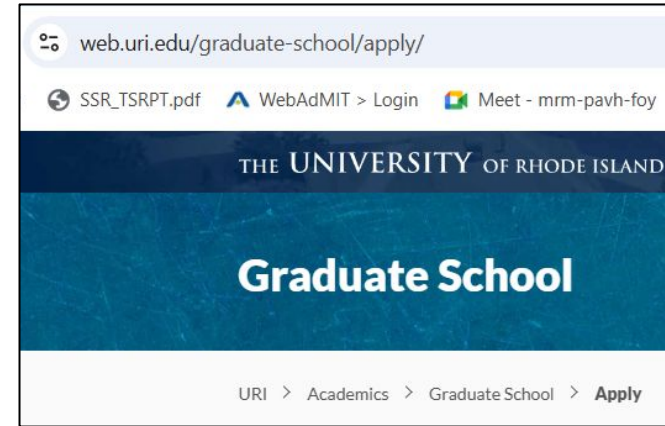 web.uri.edu/graduate-school/apply/
SSR_TSRPT.pdf WebAdMIT > Login Meet - mrm-pavh-foy
THE UNIVERSITY OF RHODE ISLAND
Graduate School
URI > Academics > Graduate School > Apply